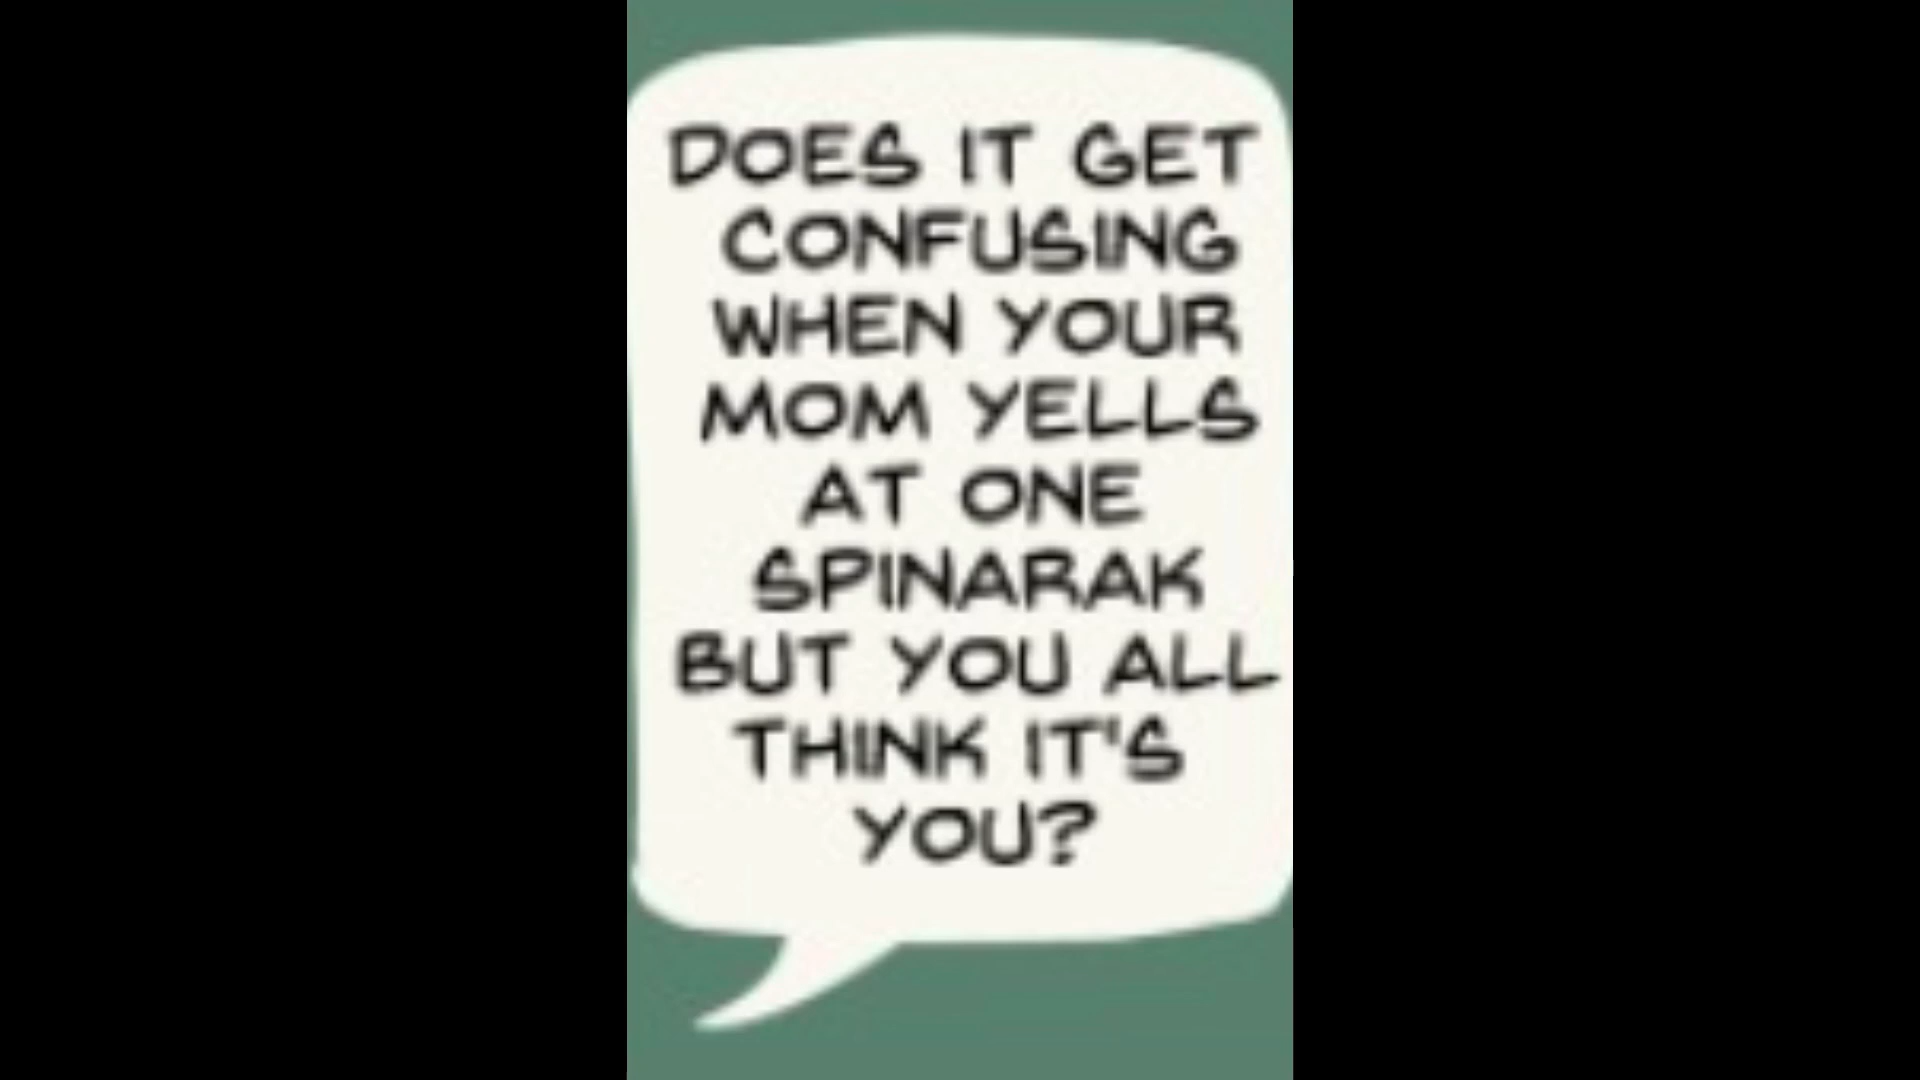 DOES IT GET
CONFUSING
WHEN YOUR
MOM YELLS
AT ONE
SPINARAK
BUT YOU ALL
THINK IT'S
YOU?